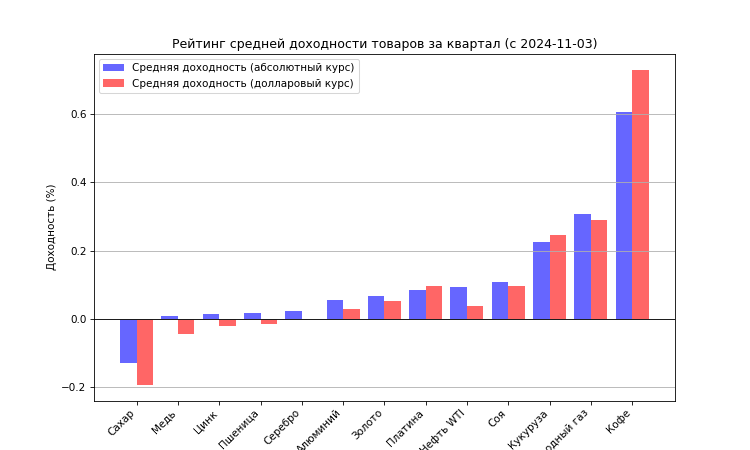 Рейтинг средней доходности товаров за квартал (с 2024-11-03)
Средняя доходность (абсолютный курс)
Средняя доходность (долларовый курс)
Доходность (%)
0.6
0.4
0.2
0.0
−0.2
Сахар
Медь
Цинк
Пшеница
Серебро
Алюминий
Золото
Платина
Нефть WTI
Соя
Кукуруза
одный газ
Кофе